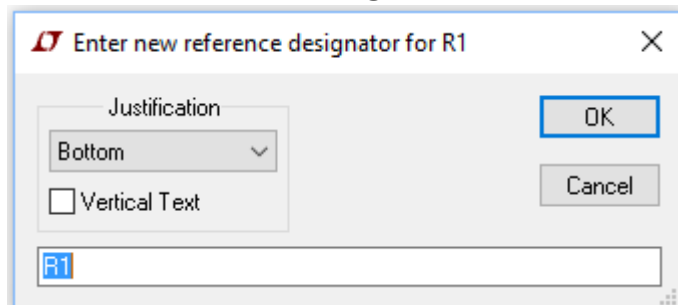 Enter new reference designator for R1
Justification
OK
Bottom
Cancel
Vertical Text
R1